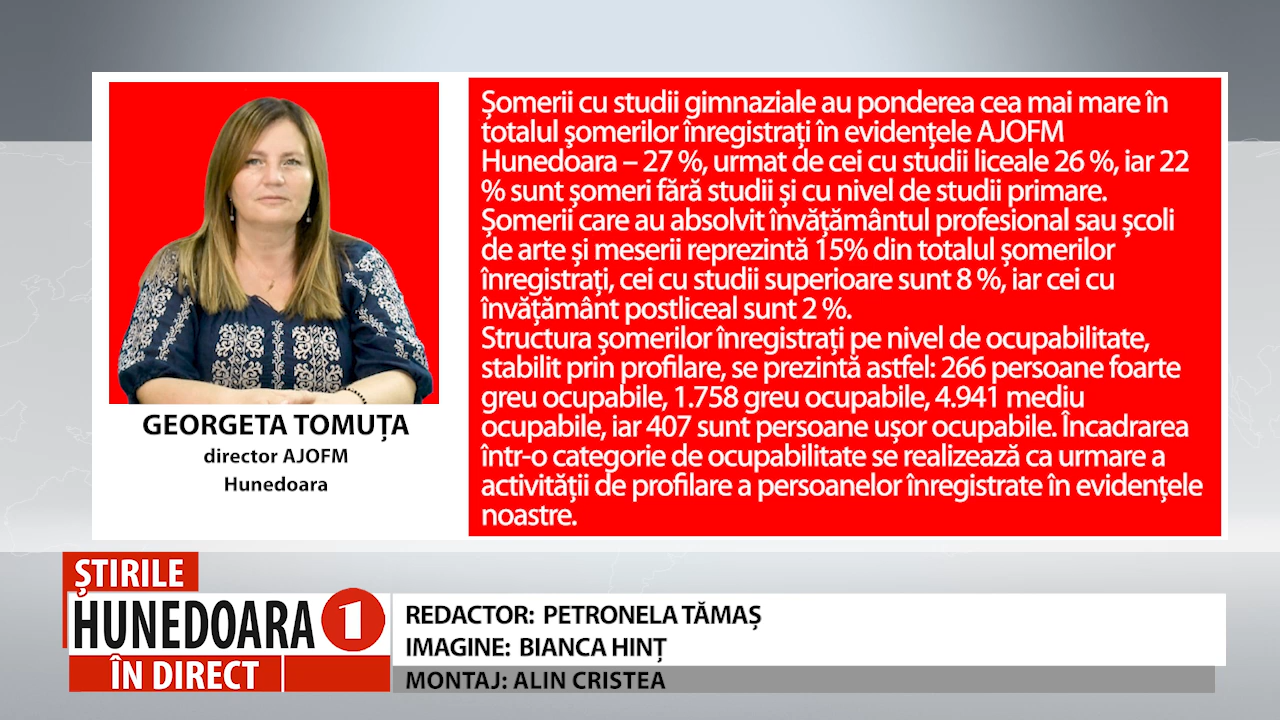 Șomerii cu studii gimnaziale au ponderea cea mai mare în
totalul şomerilor înregistrați în evidențele AJOFM
Hunedoara – 27 %, urmat de cei cu studii liceale 26 %, iar 22
% sunt şomeri fără studii şi cu nivel de studii primare.
Şomerii care au absolvit învățământul profesional sau școli
de arte și meserii reprezintă 15% din totalul şomerilor
înregistrați, cei cu studii superioare sunt 8 %, iar cei cu
învățământ postliceal sunt 2 %.
Structura șomerilor înregistrați pe nivel de ocupabilitate,
stabilit prin profilare, se prezintă astfel: 266 persoane foarte
greu ocupabile, 1.758 greu ocupabile, 4.941 mediu
ocupabile, iar 407 sunt persoane uşor ocupabile. Încadrarea
într-o categorie de ocupabilitate se realizează ca urmare a
activității de profilare a persoanelor înregistrate în evidențele
noastre.
GEORGETA TOMUȚA
director AJOFM
Hunedoara
ȘTIRILE
HUNEDOARA 1
ÎN DIRECT
REDACTOR: PETRONELA TĂMAȘ
IMAGINE: BIANCA HINȚ
MONTAJ: ALIN CRISTEA